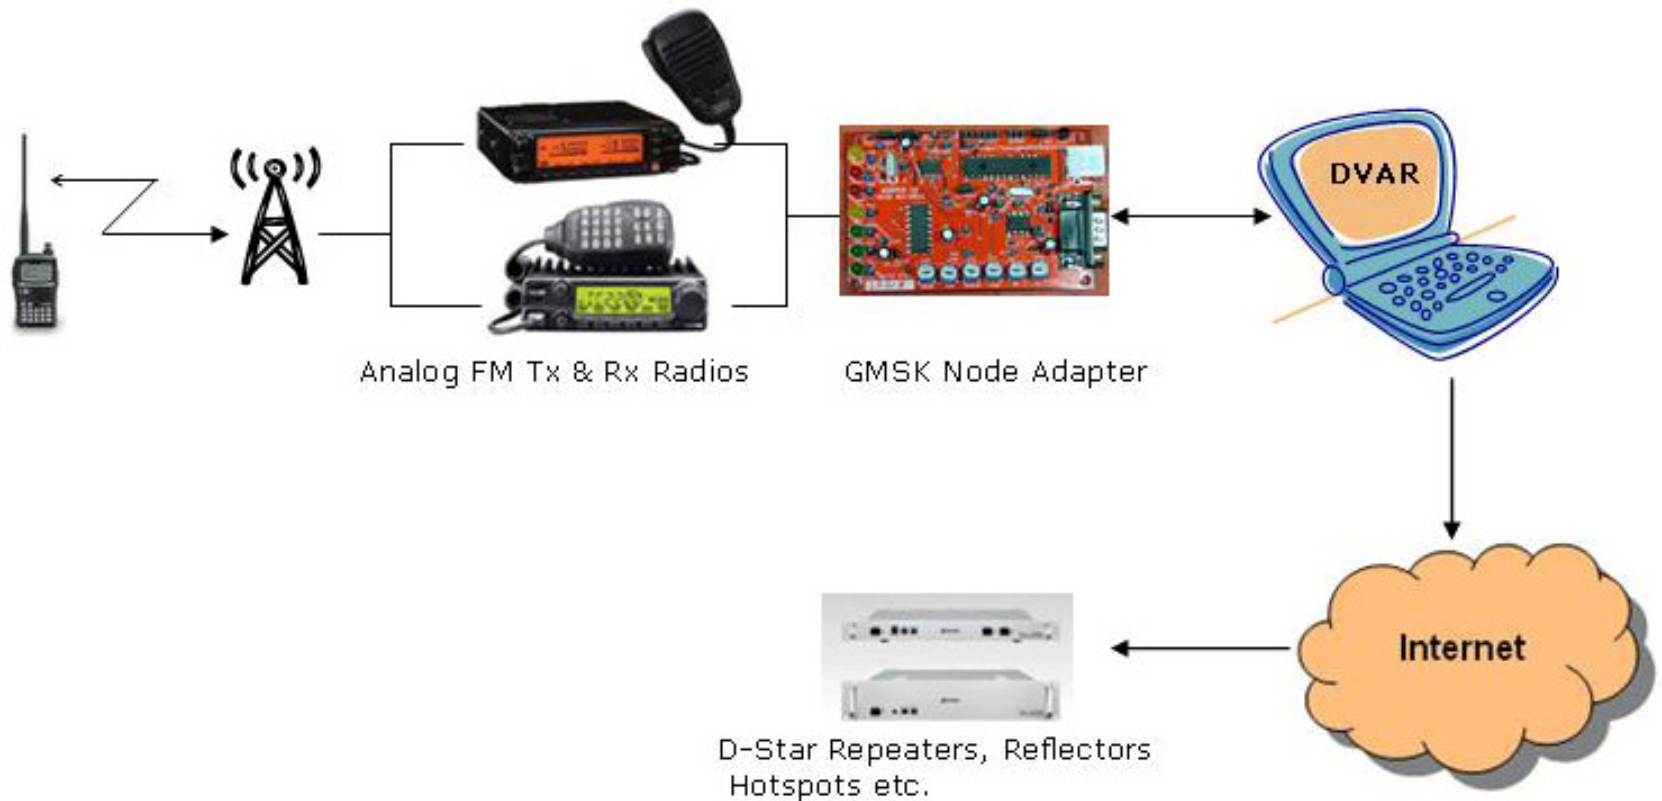 DVAR
Analog FM Tx & Rx Radios
GMSK Node Adapter
Internet
D-Star Repeaters, Reflectors
Hotspots etc.